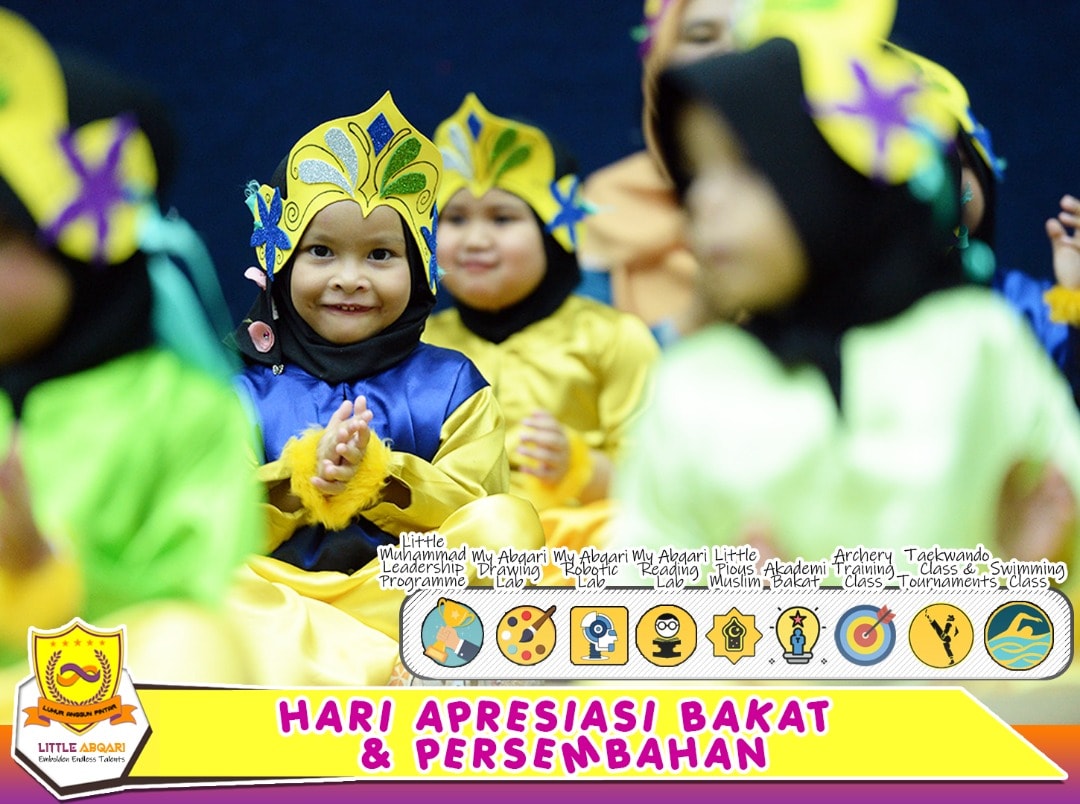 Little
Muhammad
Leadership
Programme
My Abqari
Drawing
Lab
My Abqari
Robotic
Lab
My Abqari
Reading
Lab
Little
Pious
Muslim
Akademi
Bakat
Archery
Training
Class
Taekwando
Class &
Tournaments
Swimming
Class
LUHUR ANGGUN PINTAR
LITTLE ABQARI
Embolden Endless Talents
HARI APRESIASI BAKAT
& PERSEMBAHAN